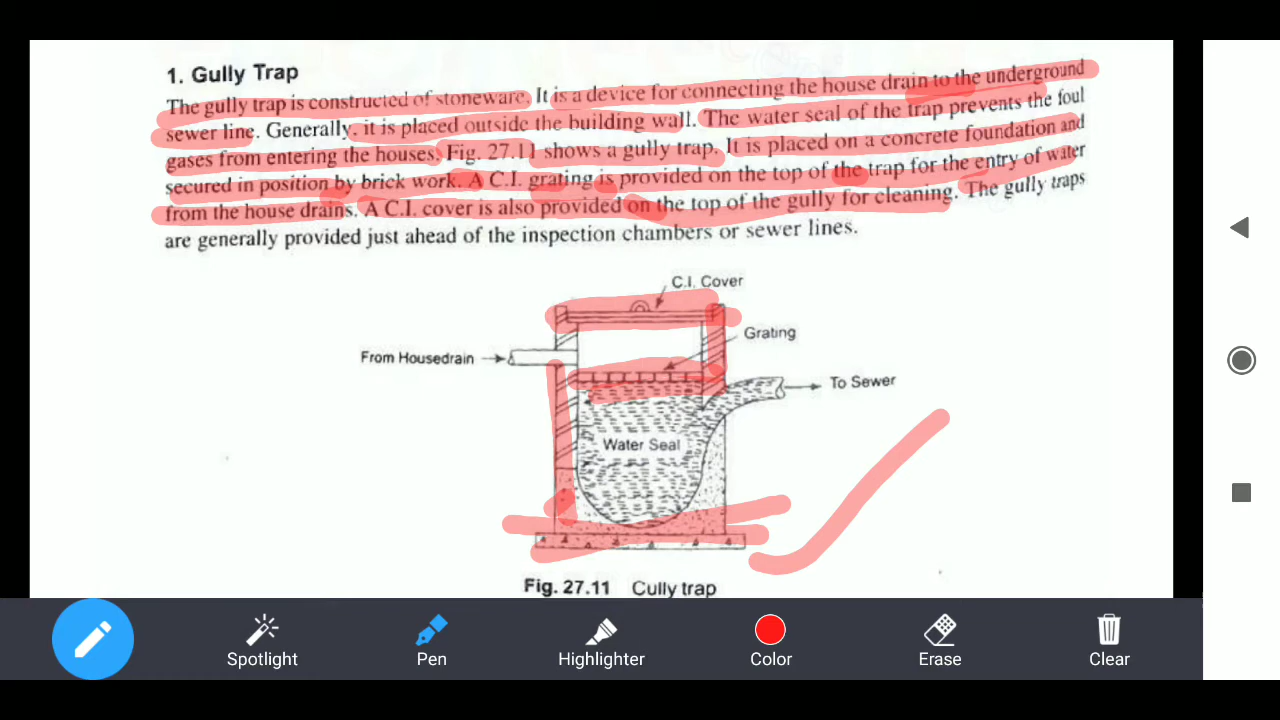 1. Gully Trap
The gully trap is constructed of stoneware. It is a device for connecting the house drain to the underground
sewer line. Generally, it is placed outside the building wall. The water seal of the trap prevents the foul
gases from entering the houses. Fig. 27.11 shows a gully trap. It is placed on a concrete foundation and
secured in position by brick work. A C.I. grating is provided on the top of the trap for the entry of water
from the house drains. A C.I. cover is also provided on the top of the gully for cleaning. The gully traps
are generally provided just ahead of the inspection chambers or sewer lines.
C.I. Cover
Grating
From Housedrain
To Sewer
Water Seal
Fig. 27.11 Cully trap
Spotlight
Pen
Highlighter
Color
Erase
Clear